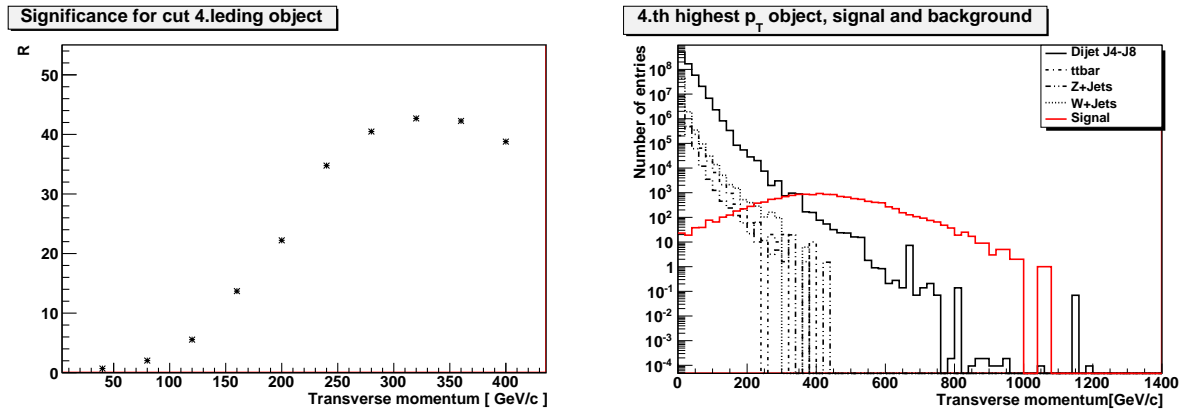 Significance for cut 4.leding object
R
50
40
30
20
10
0
50 100 150 200 250 300 350 400
Transverse momentum [ GeV/c ]
4.th highest p_T object, signal and background
Number of entries
10^8
10^7
10^6
10^5
10^4
10^3
10^2
10
1
10^-1
10^-2
10^-3
10^-4
0 200 400 600 800 1000 1200 1400
Transverse momentum[GeV/c]
Dijet J4-J8
ttbar
Z+Jets
W+Jets
Signal